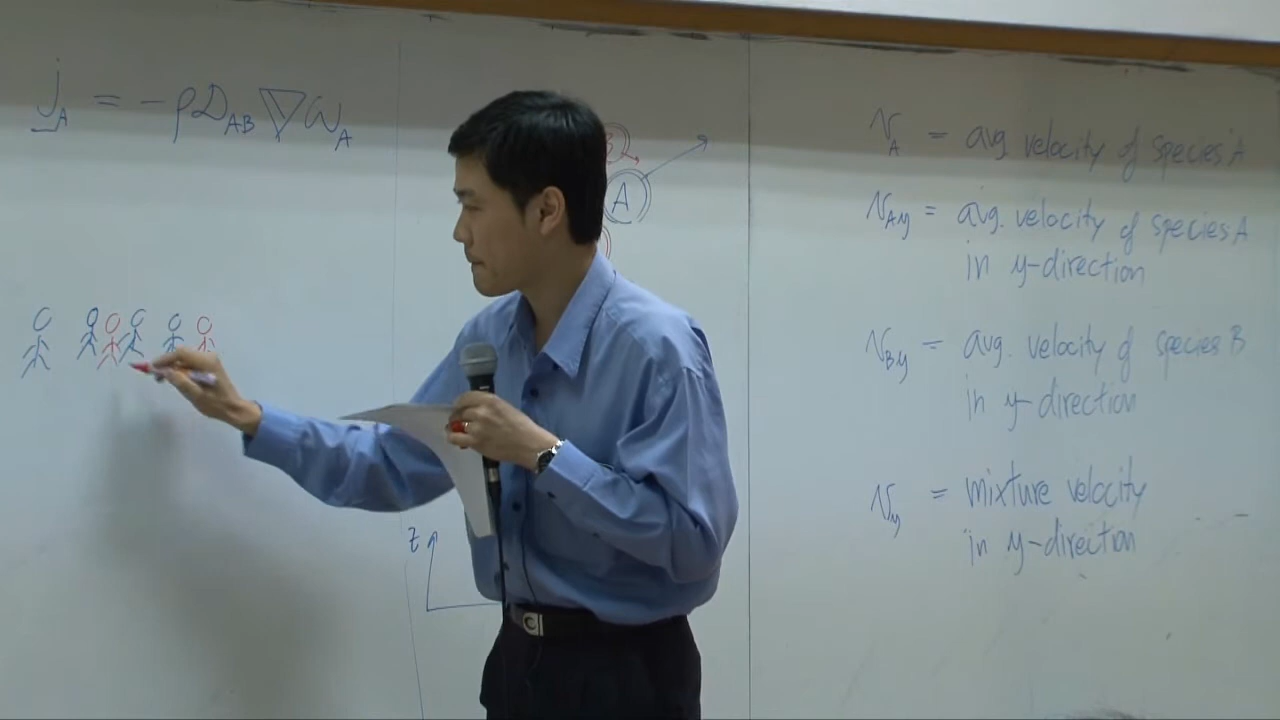 j_A = -ρD_AB ∇ω_A
B
A
z
v_A = avg. velocity of species A
v_Ay = avg. velocity of species A
in y-direction
v_By = avg. velocity of species B
in y-direction
v_y = mixture velocity
in y-direction